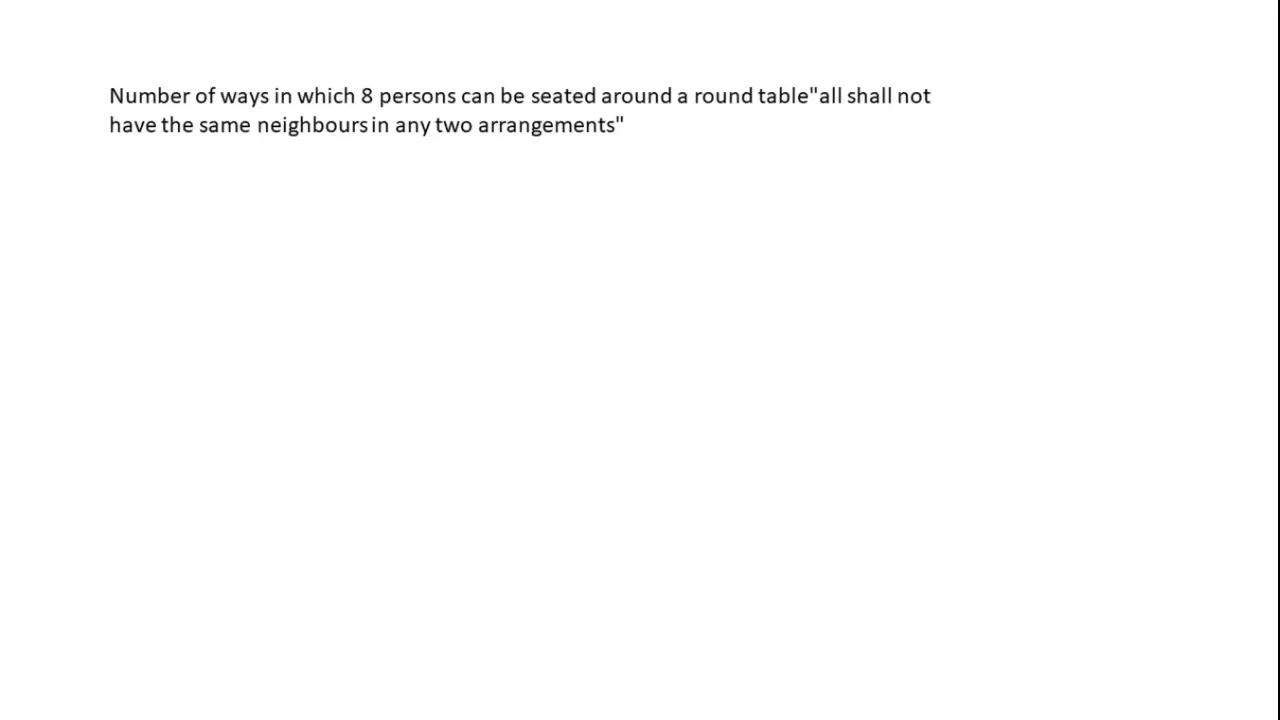 Number of ways in which 8 persons can be seated around a round table"all shall not
have the same neighbours in any two arrangements"